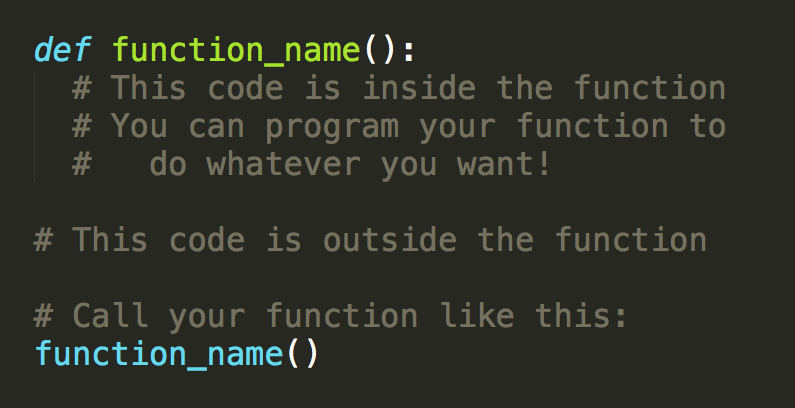 def function_name():
  # This code is inside the function
  # You can program your function to
  #   do whatever you want!

# This code is outside the function

# Call your function like this:
function_name()